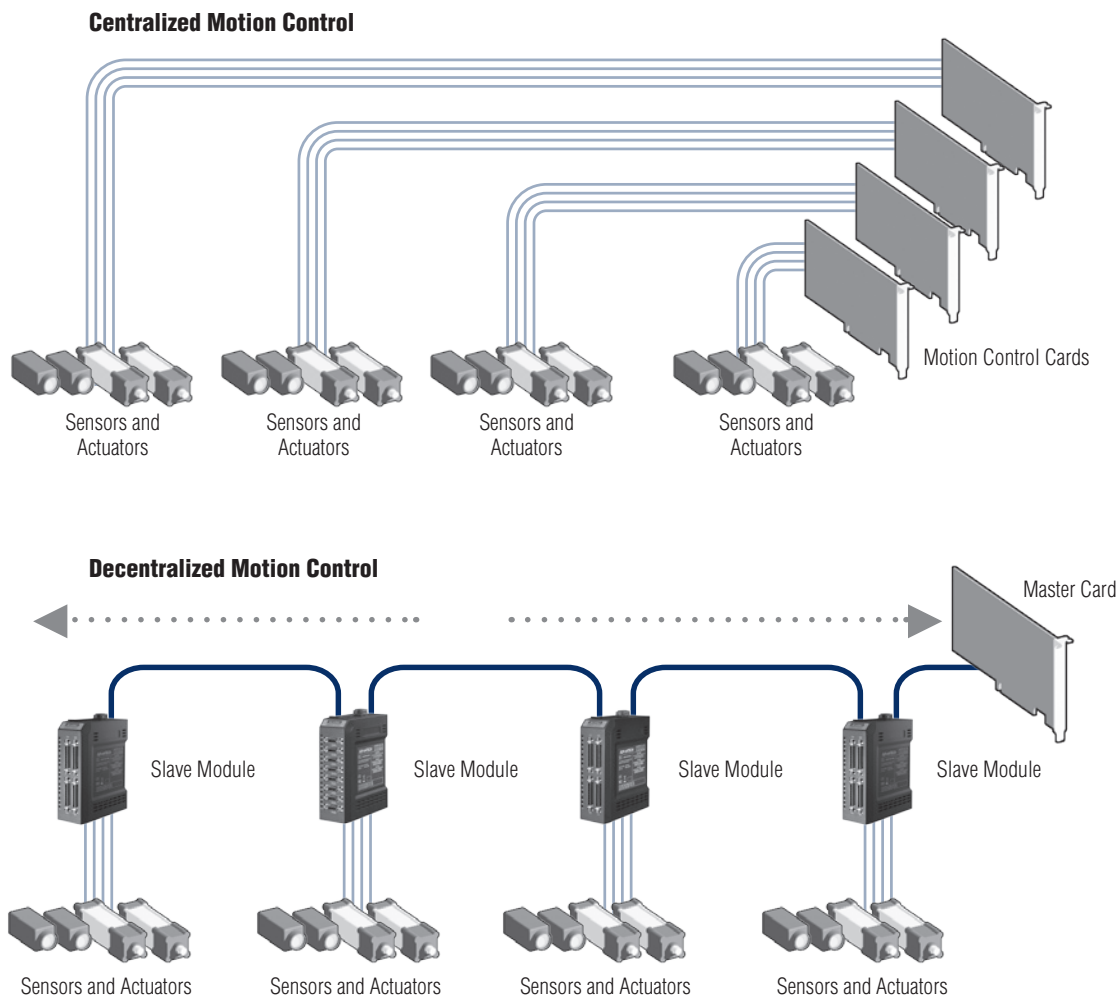 Centralized Motion Control
Motion Control Cards
Sensors and
Actuators
Sensors and
Actuators
Sensors and
Actuators
Sensors and
Actuators
Decentralized Motion Control
Master Card
Slave Module
Slave Module
Slave Module
Slave Module
Sensors and Actuators
Sensors and Actuators
Sensors and Actuators
Sensors and Actuators